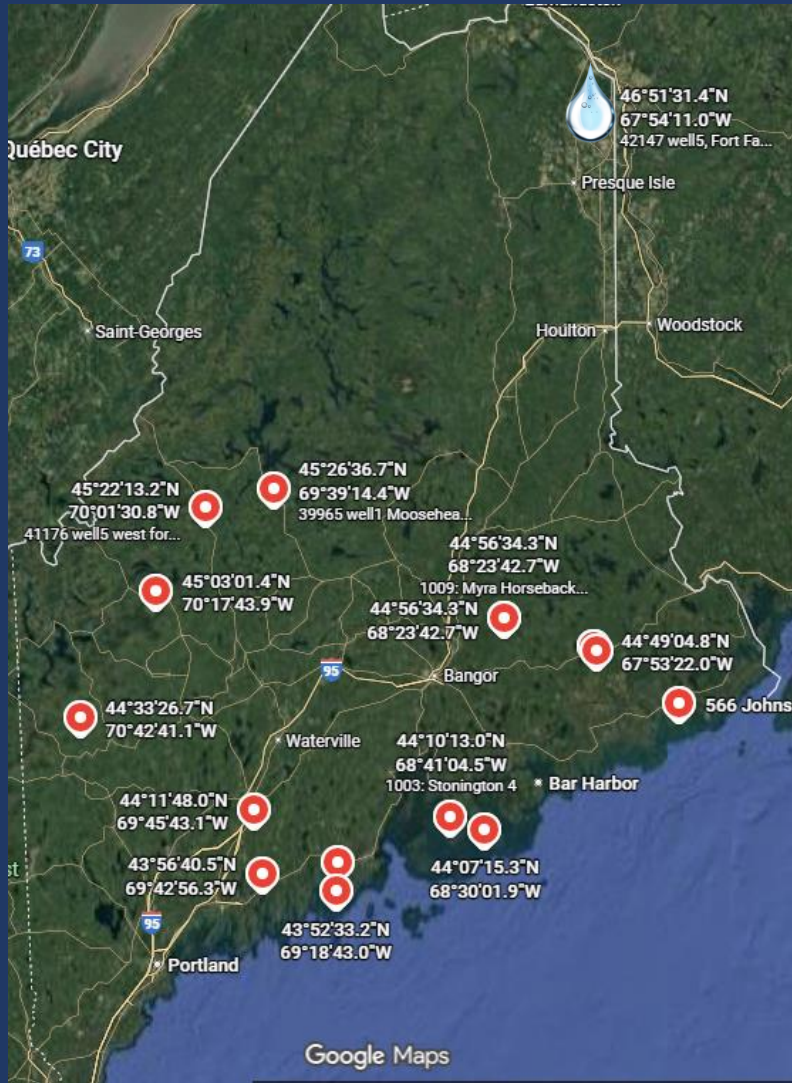 46°51'31.4"N
67°54'11.0"W
42147 well5, Fort Fa...
Québec City
Presque Isle
73
Saint-Georges
Houlton
Woodstock
45°26'36.7"N
69°39'14.4"W
39965 well1 Moosehea...
45°22'13.2"N
70°01'30.8"W
41176 well5 west for...
44°56'34.3"N
68°23'42.7"W
1009: Myra Horseback...
45°03'01.4"N
70°17'43.9"W
44°56'34.3"N
68°23'42.7"W
44°49'04.8"N
67°53'22.0"W
95
Bangor
566 Johns
44°33'26.7"N
70°42'41.1"W
Waterville
44°10'13.0"N
68°41'04.5"W
1003: Stonington 4
Bar Harbor
44°11'48.0"N
69°45'43.1"W
43°56'40.5"N
69°42'56.3"W
44°07'15.3"N
68°30'01.9"W
43°52'33.2"N
69°18'43.0"W
95
Portland
Google Maps